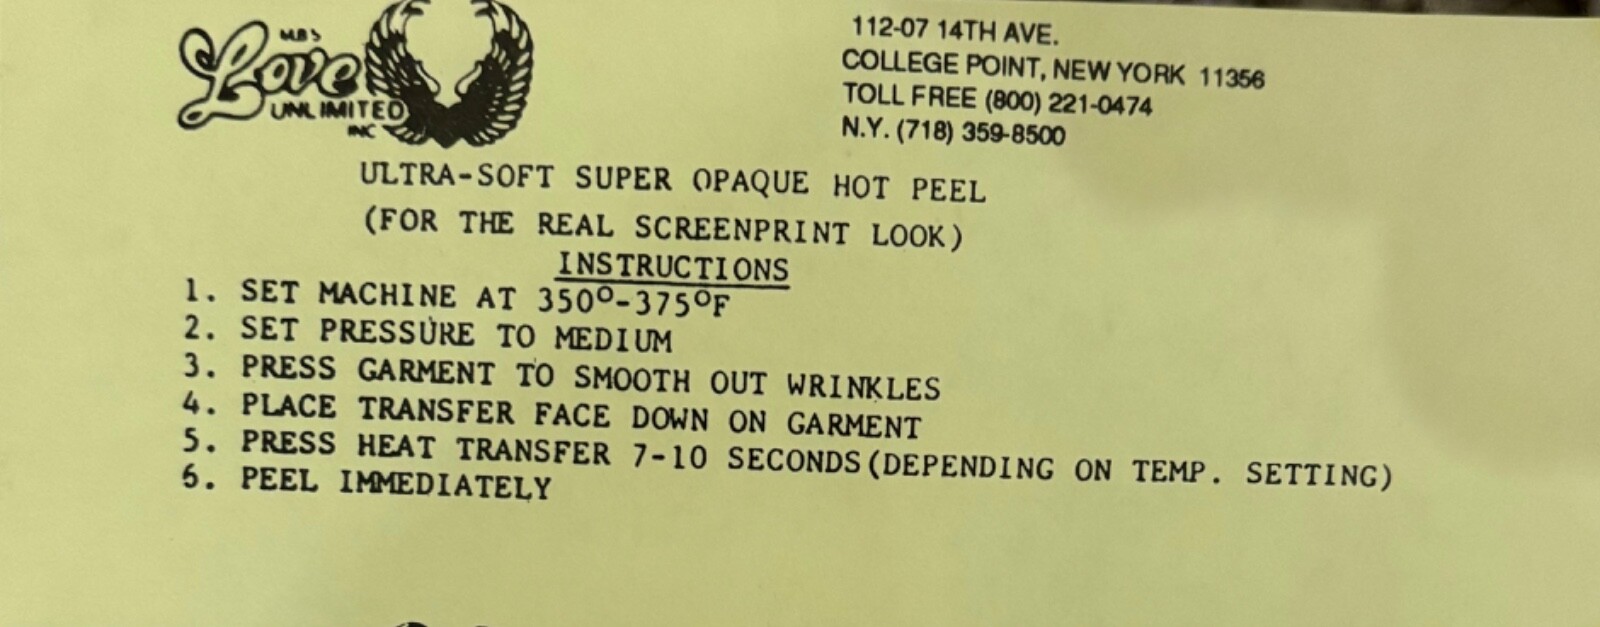 M.B's
Love
UNLIMITED
INC
112-07 14TH AVE.
COLLEGE POINT, NEW YORK 11356
TOLL FREE (800) 221-0474
N.Y. (718) 359-8500
ULTRA-SOFT SUPER OPAQUE HOT PEEL
(FOR THE REAL SCREENPRINT LOOK)
INSTRUCTIONS
1. SET MACHINE AT 350º-375ºF
2. SET PRESSURE TO MEDIUM
3. PRESS GARMENT TO SMOOTH OUT WRINKLES
4. PLACE TRANSFER FACE DOWN ON GARMENT
5. PRESS HEAT TRANSFER 7-10 SECONDS(DEPENDING ON TEMP. SETTING)
6. PEEL IMMEDIATELY